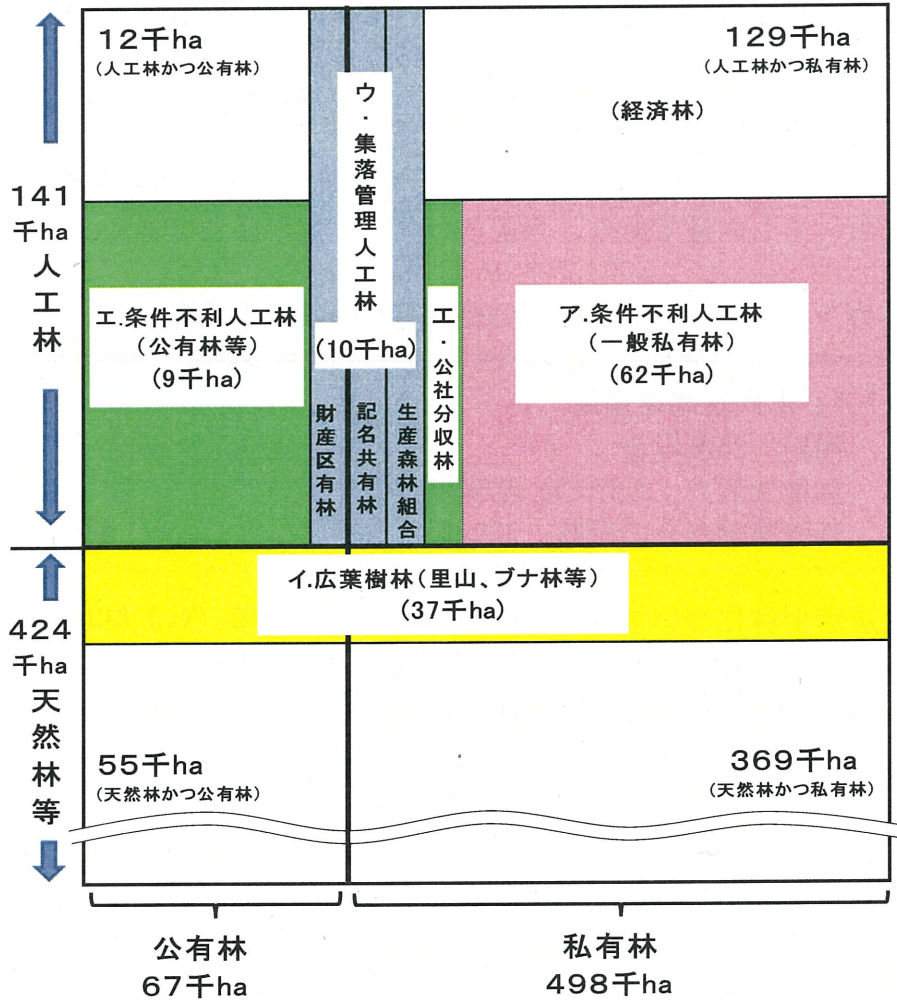 12千ha
(人工林かつ公有林)
129千ha
(人工林かつ私有林)
(経済林)
ウ・集落管理人工林
(10千ha)
財産区有林
記名共有林
生産森林組合
141
千ha
人工林
エ.条件不利人工林
(公有林等)
(9千ha)
エ・公社分収林
ア.条件不利人工林
(一般私有林)
(62千ha)
イ.広葉樹林(里山、ブナ林等)
(37千ha)
424
千ha
天然林等
55千ha
(天然林かつ公有林)
369千ha
(天然林かつ私有林)
公有林
67千ha
私有林
498千ha